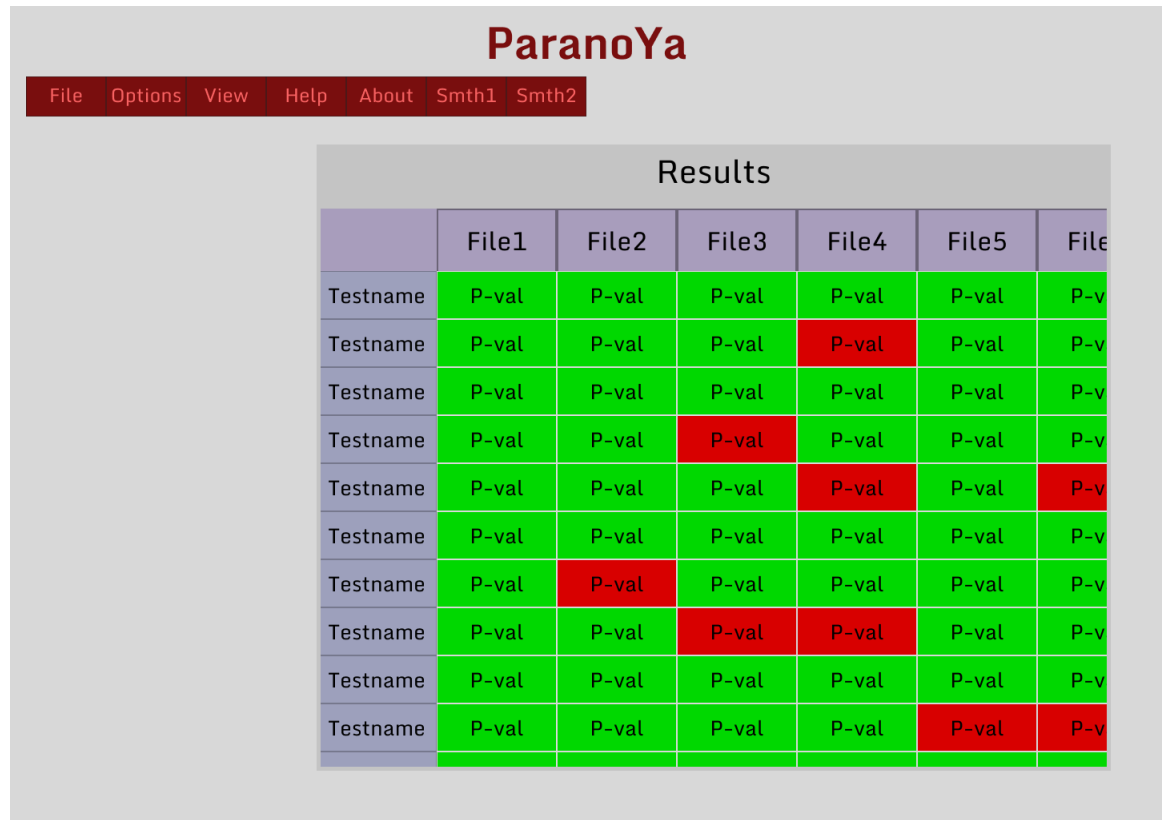 ParanoYa
File Options View Help About Smth1 Smth2
Results
File1 File2 File3 File4 File5 File
Testname P-val P-val P-val P-val P-val P-v
Testname P-val P-val P-val P-val P-val P-v
Testname P-val P-val P-val P-val P-val P-v
Testname P-val P-val P-val P-val P-val P-v
Testname P-val P-val P-val P-val P-val P-v
Testname P-val P-val P-val P-val P-val P-v
Testname P-val P-val P-val P-val P-val P-v
Testname P-val P-val P-val P-val P-val P-v
Testname P-val P-val P-val P-val P-val P-v
Testname P-val P-val P-val P-val P-val P-v